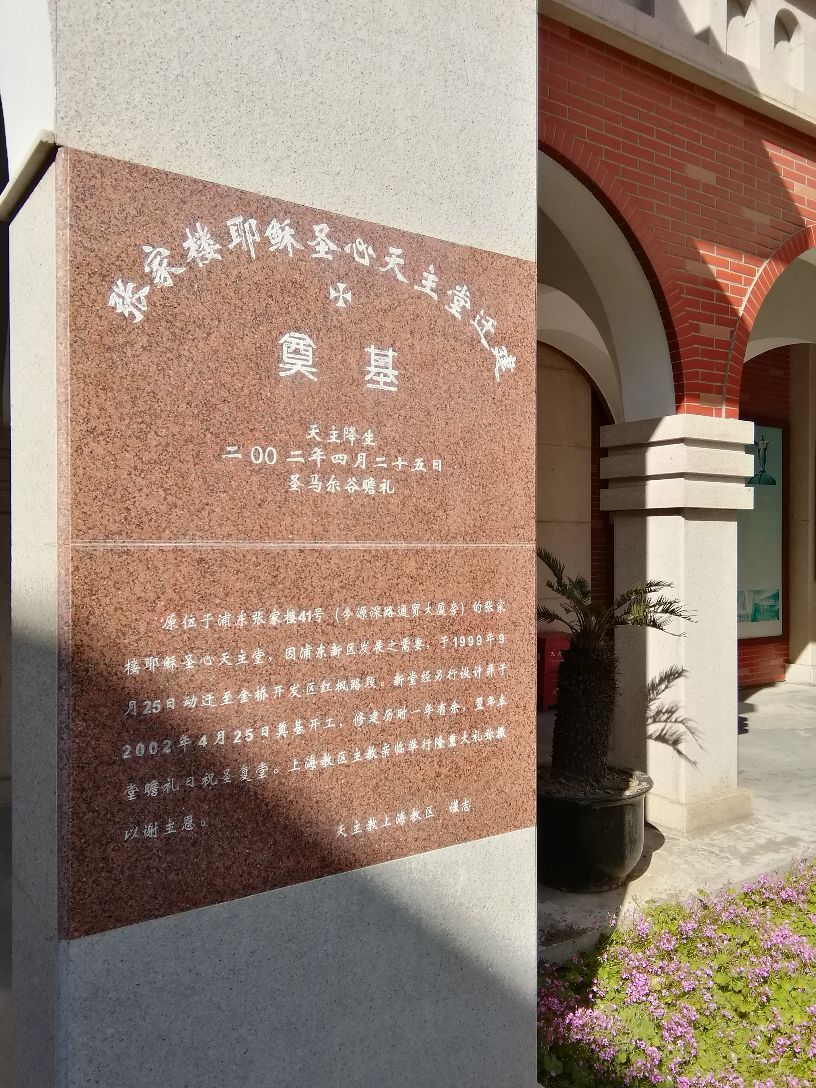 张家楼耶稣圣心天主堂迁建
奠基
天主降生
二00二年四月二十五日
圣马尔谷瞻礼
原位于浦东张家楼41号（今源深路通贸大厦旁）的张家
楼耶稣圣心天主堂，因浦东新区发展之需要，于1999年9
月25日动迁至金桥开发区红枫路段。新堂经另行设计并于
2002年4月25日奠基开工，修建历时一年有余，翌年本
堂瞻礼日祝圣复堂。上海教区主教亲临举行隆重大礼弥撒
以谢主恩。
天主教上海教区 谨志